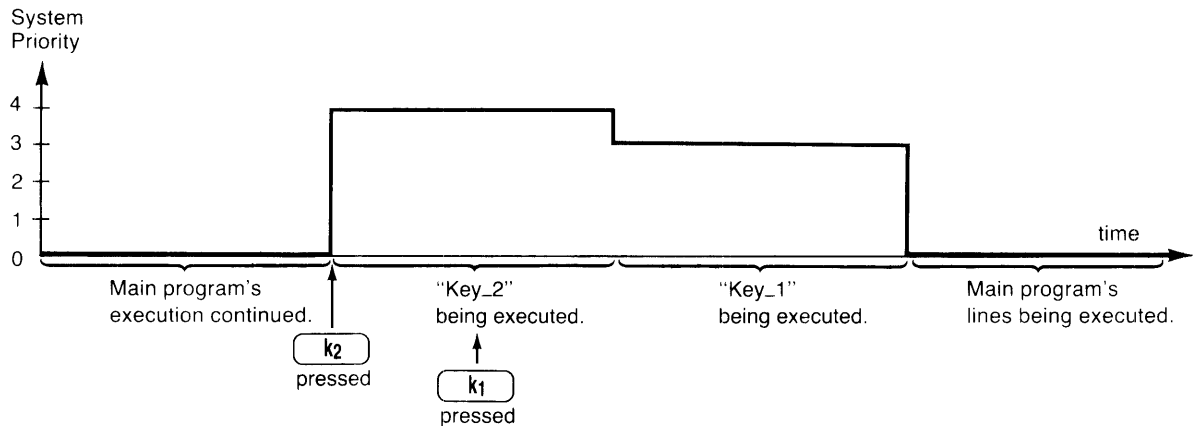 System
Priority
4
3
2
1
0
time
Main program's
execution continued.
"Key_2"
being executed.
"Key_1"
being executed.
Main program's
lines being executed.
k2
pressed
k1
pressed